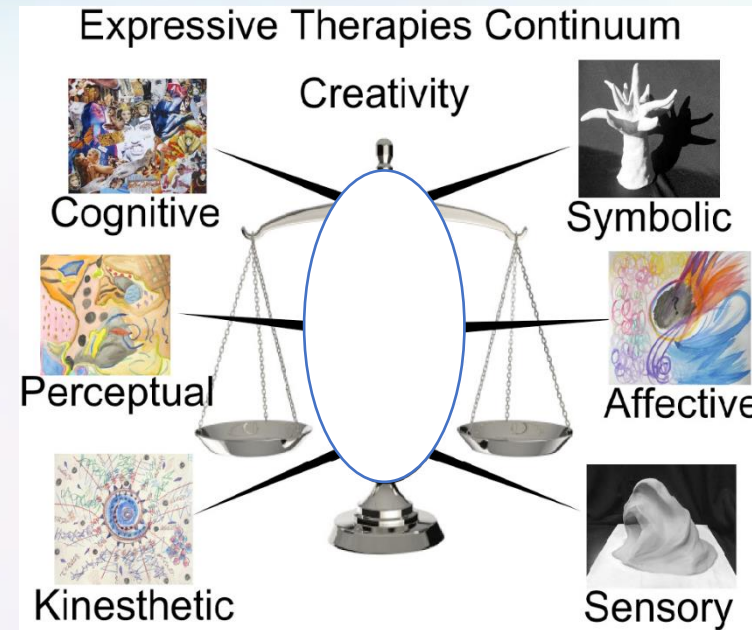 Expressive Therapies Continuum
Creativity
Cognitive
Symbolic
Perceptual
Affective
Kinesthetic
Sensory